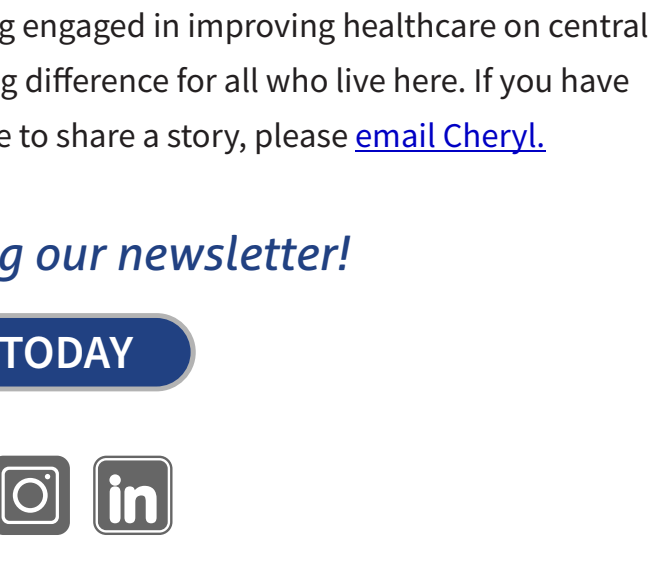 g engaged in improving healthcare on central
g difference for all who live here. If you have
e to share a story, please email Cheryl.
g our newsletter!
TODAY
in